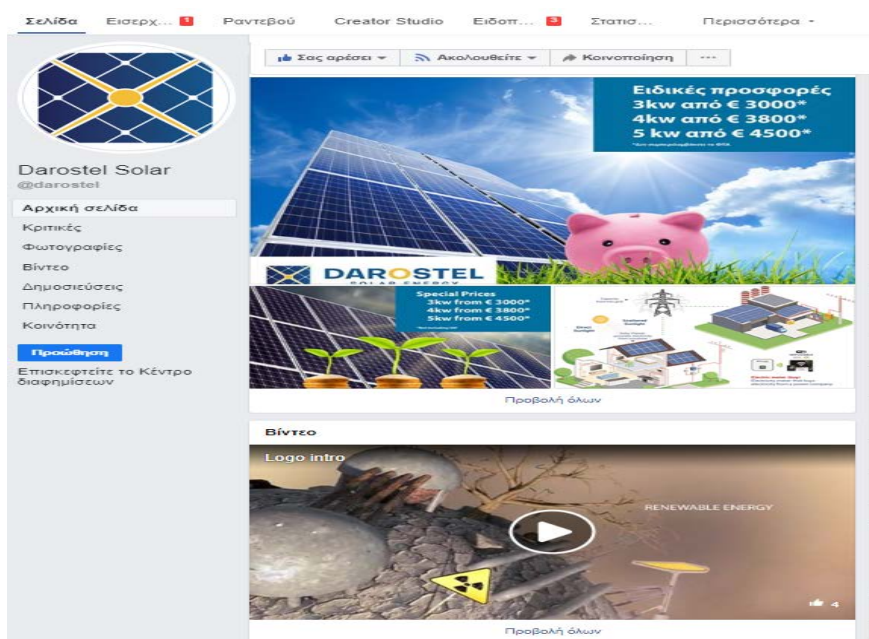 Σελίδα Εισερχ... 1 Ραντεβού Creator Studio Ειδοπ... 3 Στατισ... Περισσότερα
Σας αρέσει Ακολουθείτε Κοινοποίηση ...
Ειδικές προσφορές
3kw από € 3000*
4kw από € 3800*
5 kw από € 4500*
Darostel Solar
@darostel
Αρχική σελίδα
Κριτικές
Φωτογραφίες
Βίντεο
Δημοσιεύσεις
Πληροφορίες
Κοινότητα
Προώθηση
Επισκεφτείτε το Κέντρο
διαφημίσεων
DAROSTEL
SOLAR ENERGY
Special Prices
3kw from € 3000*
4kw from € 3800*
5kw from € 4500*
Προβολή όλων
Βίντεο
Logo intro
RENEWABLE ENERGY
4
Προβολή όλων